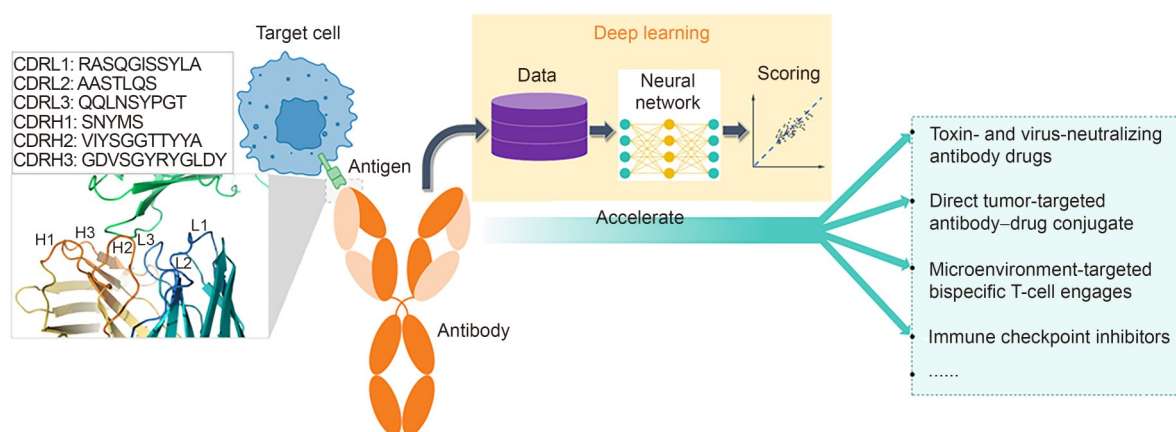 CDRL1: RASQGISSYLA
CDRL2: AASTLQS
CDRL3: QQLNSYPGT
CDRH1: SNYMS
CDRH2: VIYSGGTTYYA
CDRH3: GDVSGYRYGLDY
H1
H3
H2
L3
L1
L2
Target cell
Antigen
Antibody
Deep learning
Data
Neural
network
Scoring
Accelerate
Toxin- and virus-neutralizing
antibody drugs
Direct tumor-targeted
antibody–drug conjugate
Microenvironment-targeted
bispecific T-cell engages
Immune checkpoint inhibitors
......